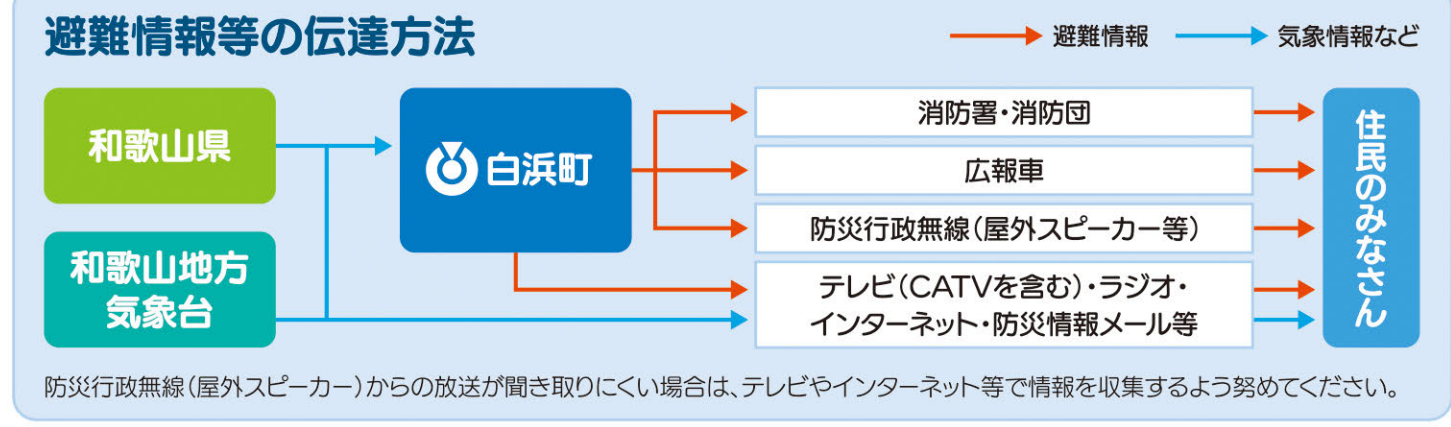 避難情報等の伝達方法
避難情報
気象情報など
和歌山県
和歌山地方
気象台
白浜町
消防署・消防団
広報車
防災行政無線(屋外スピーカー等)
テレビ(CATVを含む)・ラジオ・
インターネット・防災情報メール等
住民のみなさん
防災行政無線(屋外スピーカー)からの放送が聞き取りにくい場合は、テレビやインターネット等で情報を収集するよう努めてください。